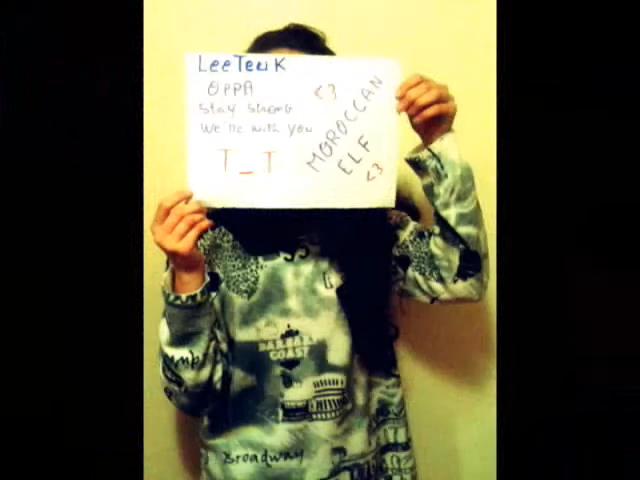 LeeTeuK
OPPA
Stay Strong
We're with you
T_T
<3
MOROCCAN
ELF
<3
BARBARY
COAST
Broadway